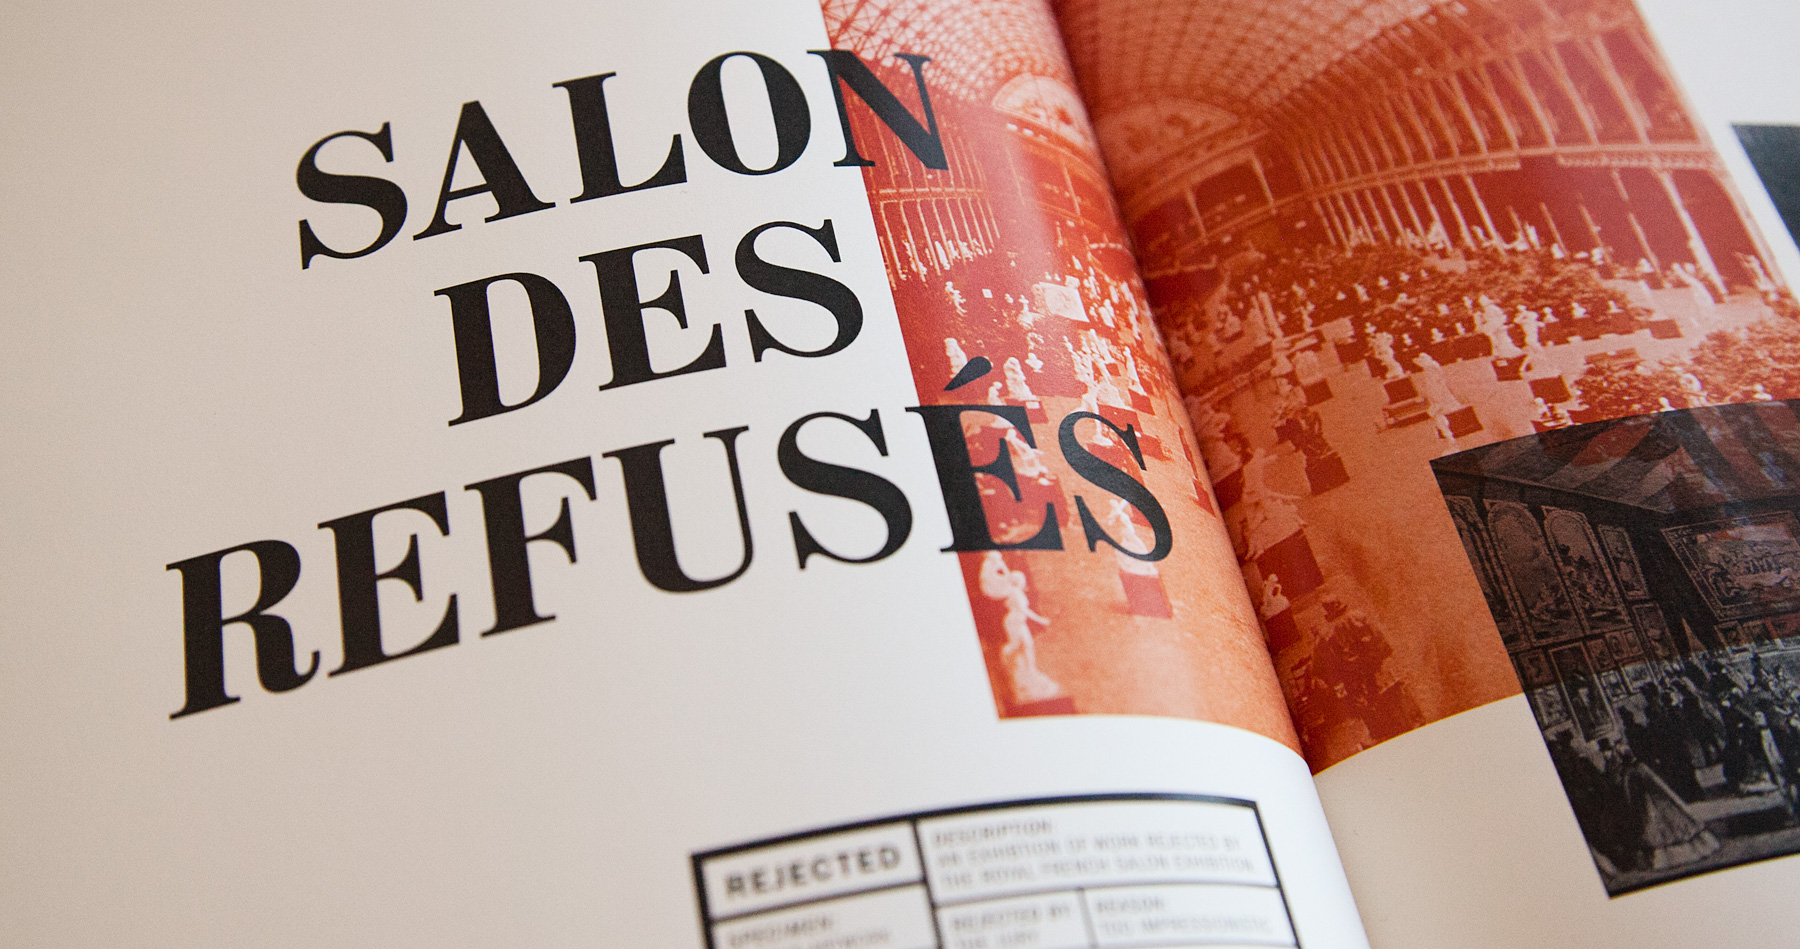 SALON
DES
REFUSÉS
REJECTED
DESCRIPTION:
AN EXHIBITION OF WORK REJECTED BY
THE ROYAL FRENCH SALON EXHIBITION.
SPECIMEN:
REJECTED BY:
THE JURY
REASON:
TOO IMPRESSIONISTIC.